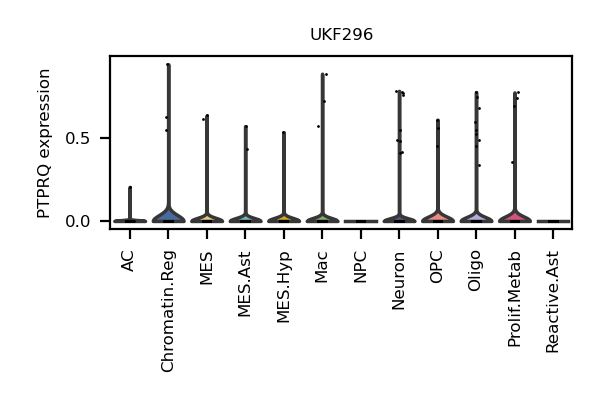 UKF296
PTPRQ expression
0.5
0.0
AC
Chromatin.Reg
MES
MES.Ast
MES.Hyp
Mac
NPC
Neuron
OPC
Oligo
Prolif.Metab
Reactive.Ast